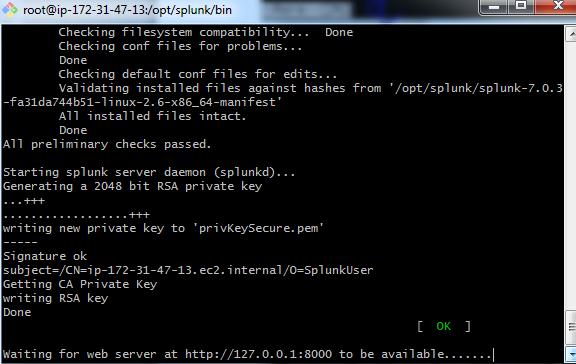 root@ip-172-31-47-13:/opt/splunk/bin
Checking filesystem compatibility...  Done
Checking conf files for problems...
Done
Checking default conf files for edits...
Validating installed files against hashes from '/opt/splunk/splunk-7.0.3
-fa31da744b51-linux-2.6-x86_64-manifest'
All installed files intact.
Done
All preliminary checks passed.
Starting splunk server daemon (splunkd)...
Generating a 2048 bit RSA private key
...+++
..................+++
writing new private key to 'privKeySecure.pem'
-----
Signature ok
subject=/CN=ip-172-31-47-13.ec2.internal/O=SplunkUser
Getting CA Private Key
writing RSA key
Done
[  OK  ]
Waiting for web server at http://127.0.0.1:8000 to be available.......